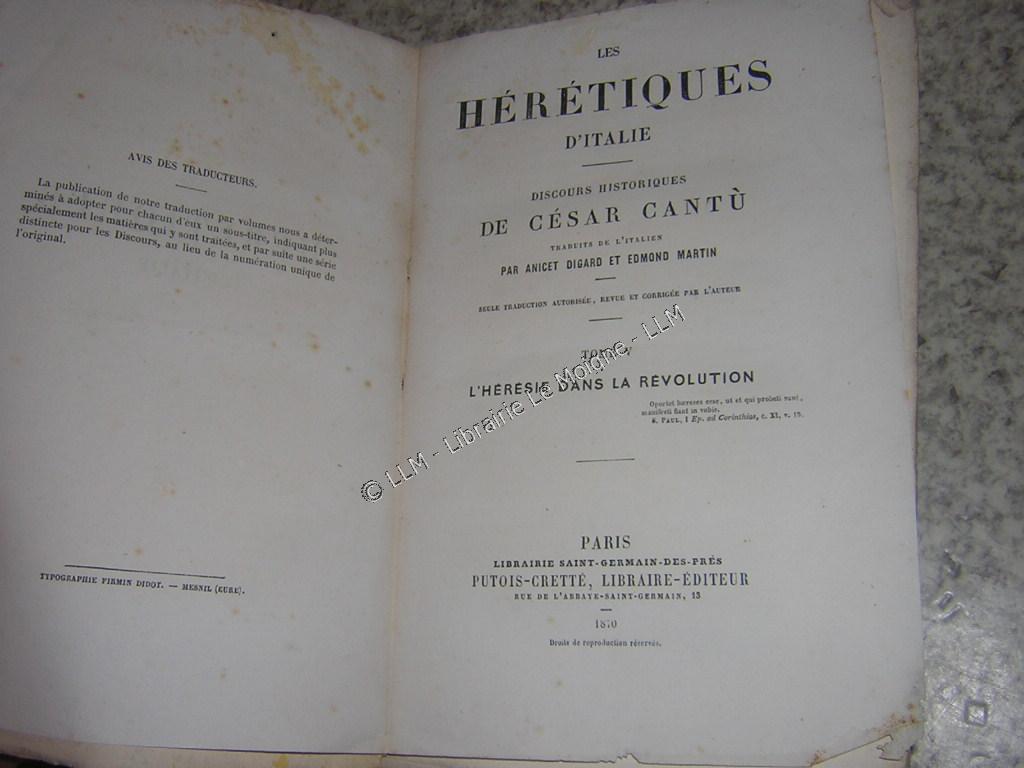 AVIS DES TRADUCTEURS.
La publication de notre traduction par volumes nous a déter-
minés à adopter pour chacun d'eux un sous-titre, indiquant plus
spécialement les matières qui y sont traitées, et par suite une série
distincte pour les Discours, au lieu de la numération unique de
l'original.
TYPOGRAPHIE FIRMIN DIDOT. — MESNIL (EURE).
LES
HÉRÉTIQUES
D'ITALIE
DISCOURS HISTORIQUES
DE CÉSAR CANTÙ
TRADUITS DE L'ITALIEN
PAR ANICET DIGARD ET EDMOND MARTIN
SEULE TRADUCTION AUTORISÉE, REVUE ET CORRIGÉE PAR L'AUTEUR
L'HÉRÉSIE DANS LA RÉVOLUTION
Oportet hæreses esse, ut et qui probati sunt,
manifesti fiant in vobis.
S. PAUL, I Ep. ad Corinthios, c. XI, v. 19.
PARIS
LIBRAIRIE SAINT-GERMAIN-DES-PRÉS
PUTOIS-CRETTÉ, LIBRAIRE-ÉDITEUR
RUE DE L'ABBAYE-SAINT-GERMAIN, 13
1870
Droits de reproduction réservés.
© LLM - Librairie Le Moigne - LLM